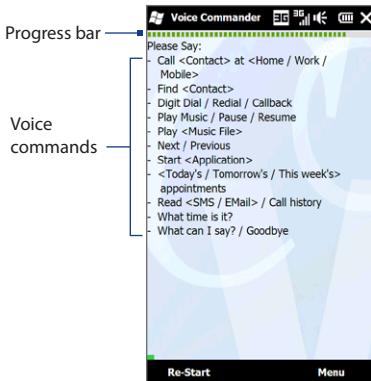 Progress bar
Voice
commands
Voice Commander
Please Say:
- Call <Contact> at <Home / Work /
Mobile>
- Find <Contact>
- Digit Dial / Redial / Callback
- Play Music / Pause / Resume
- Play <Music File>
- Next / Previous
- Start <Application>
- <Today's / Tomorrow's / This week's>
appointments
- Read <SMS / EMail> / Call history
- What time is it?
- What can I say? / Goodbye
Re-Start Menu